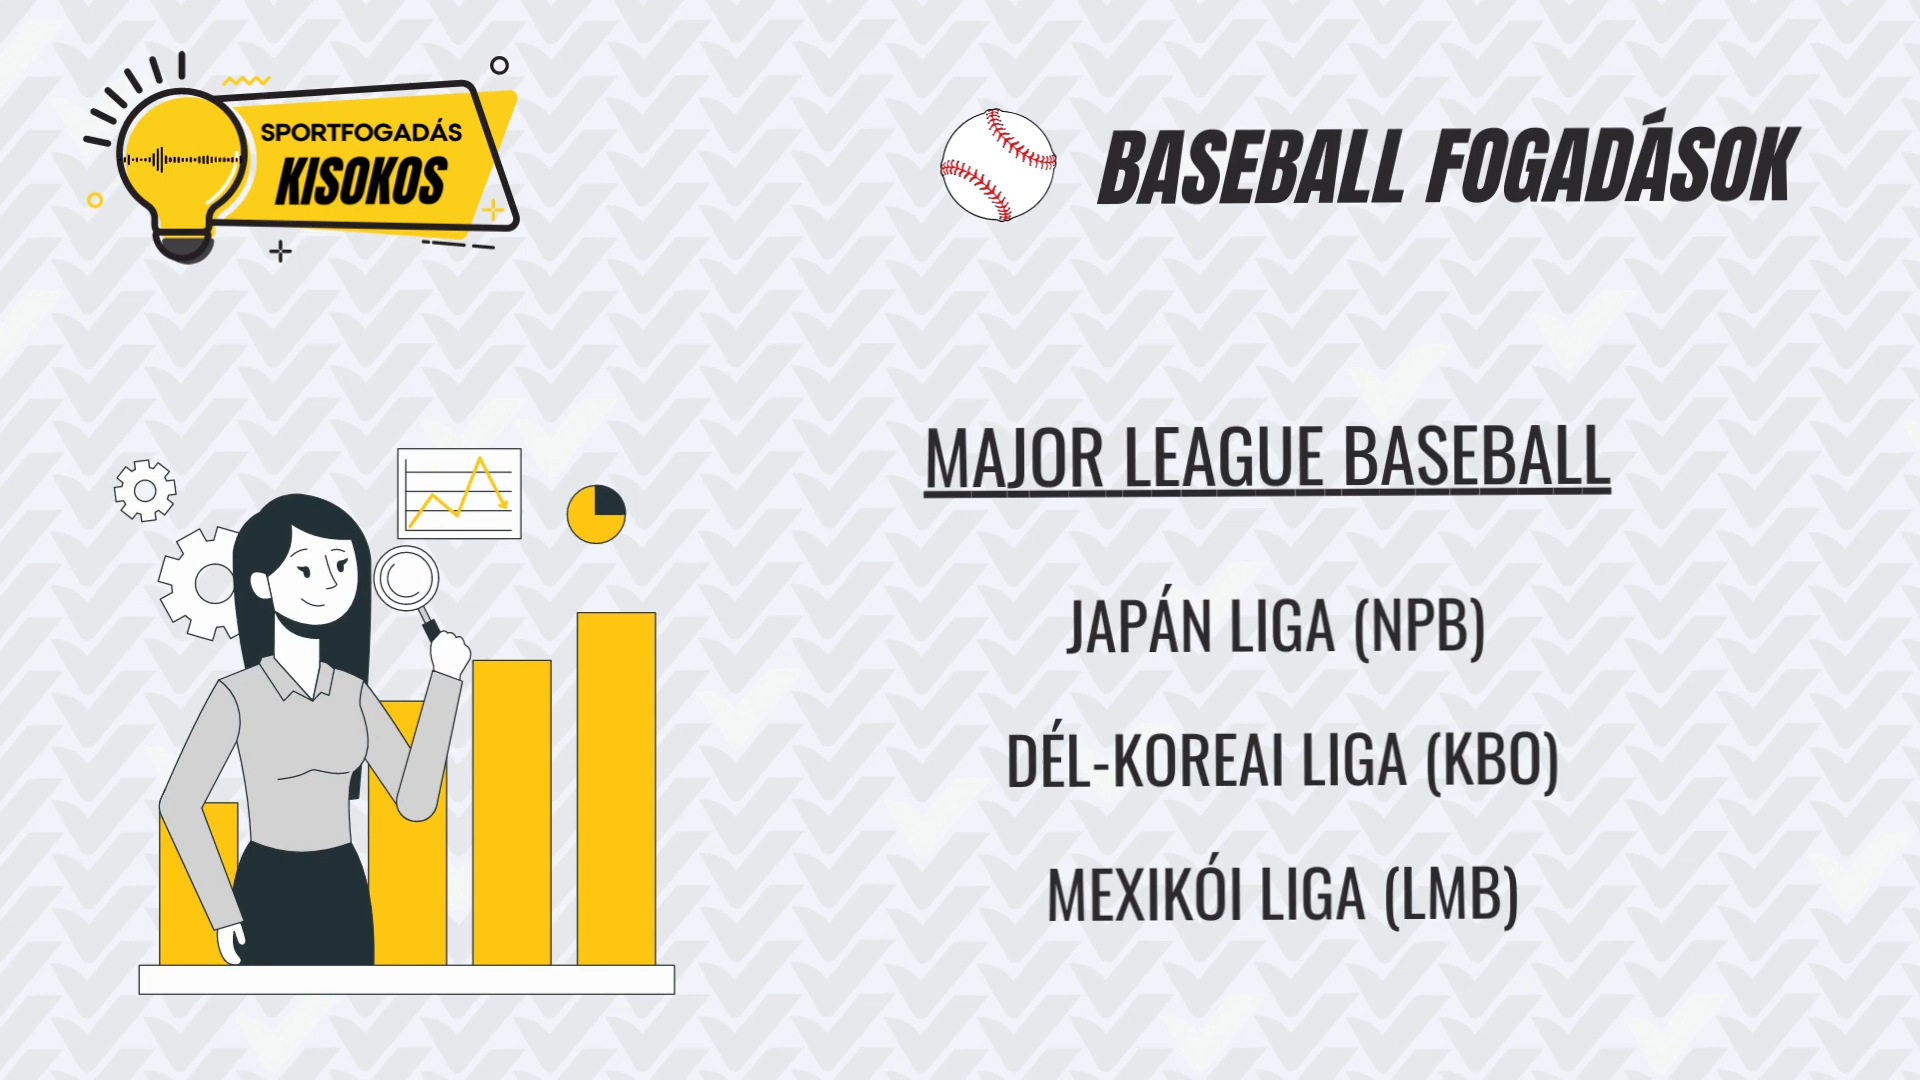 SPORTFOGADÁS
KISOKOS
BASEBALL FOGADÁSOK
MAJOR LEAGUE BASEBALL
JAPÁN LIGA (NPB)
DÉL-KOREAI LIGA (KBO)
MEXIKÓI LIGA (LMB)